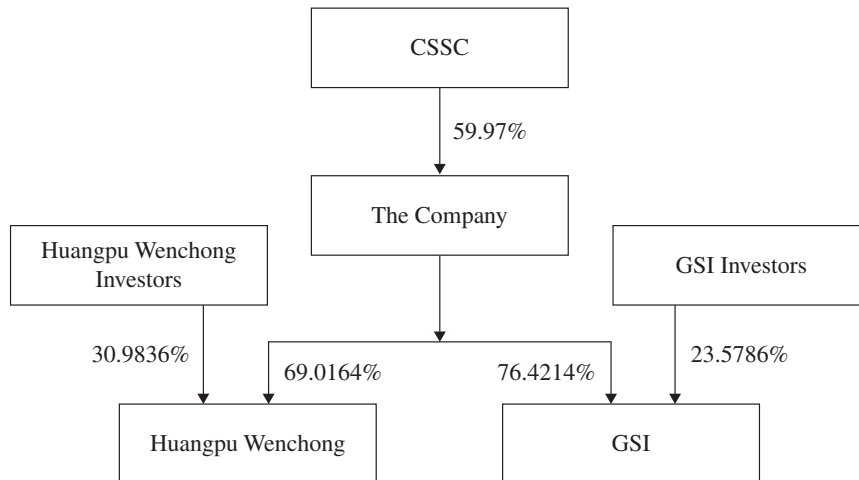 CSSC
59.97%
The Company
Huangpu Wenchong
Investors
GSI Investors
30.9836%
69.0164%
76.4214%
23.5786%
Huangpu Wenchong
GSI